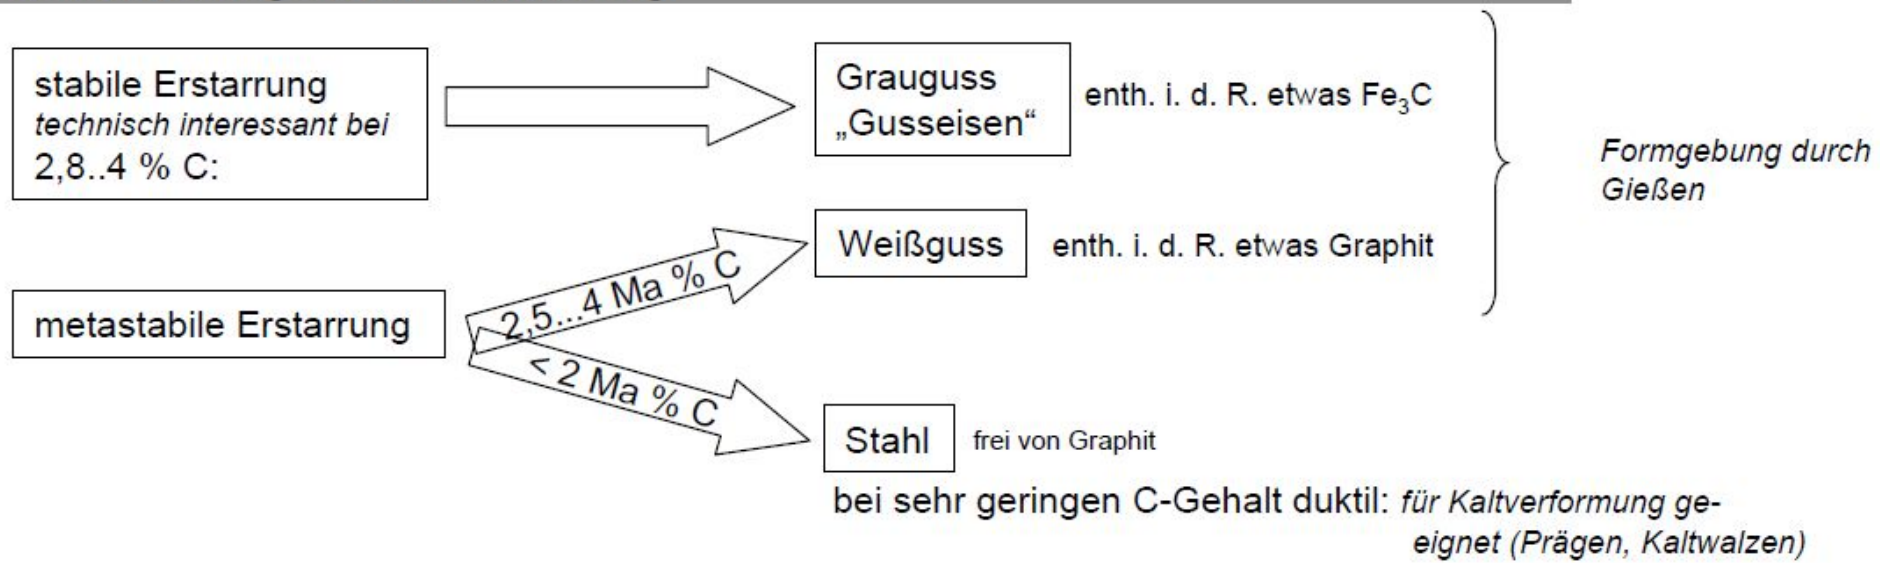 stabile Erstarrung
technisch interessant bei
2,8..4 % C:
Grauguss
„Gusseisen“
enth. i. d. R. etwas Fe₃C
Formgebung durch
Gießen
metastabile Erstarrung
2,5...4 Ma % C
Weißguss
enth. i. d. R. etwas Graphit
< 2 Ma % C
Stahl
frei von Graphit
bei sehr geringen C-Gehalt duktil: für Kaltverformung ge-
eignet (Prägen, Kaltwalzen)